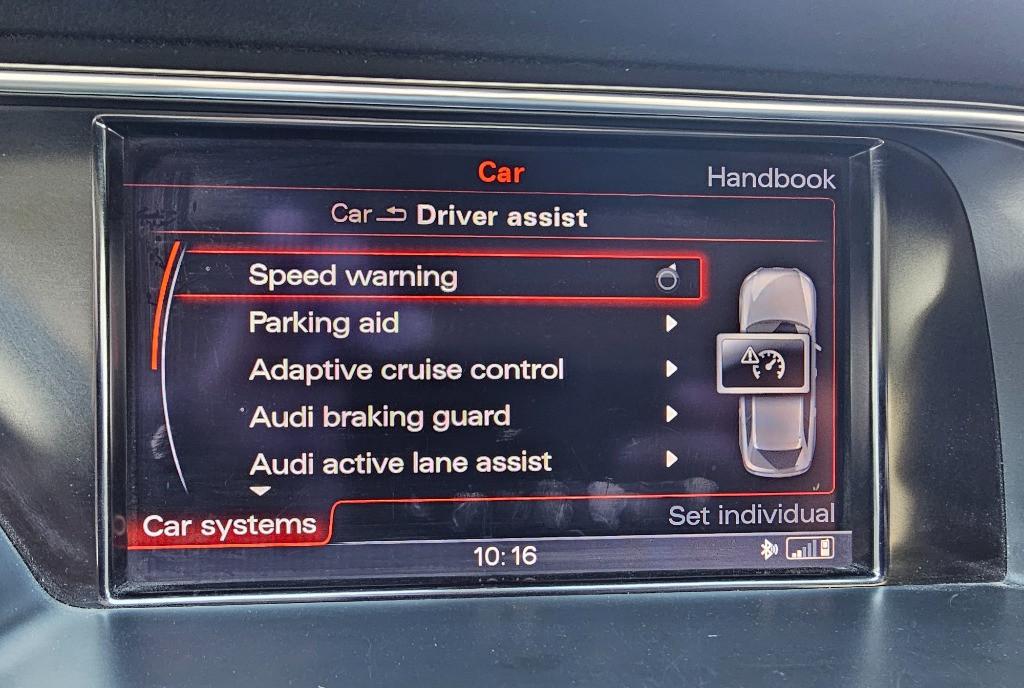 Car
Handbook
Car Driver assist
Speed warning
Parking aid
Adaptive cruise control
Audi braking guard
Audi active lane assist
Car systems
Set individual
10:16